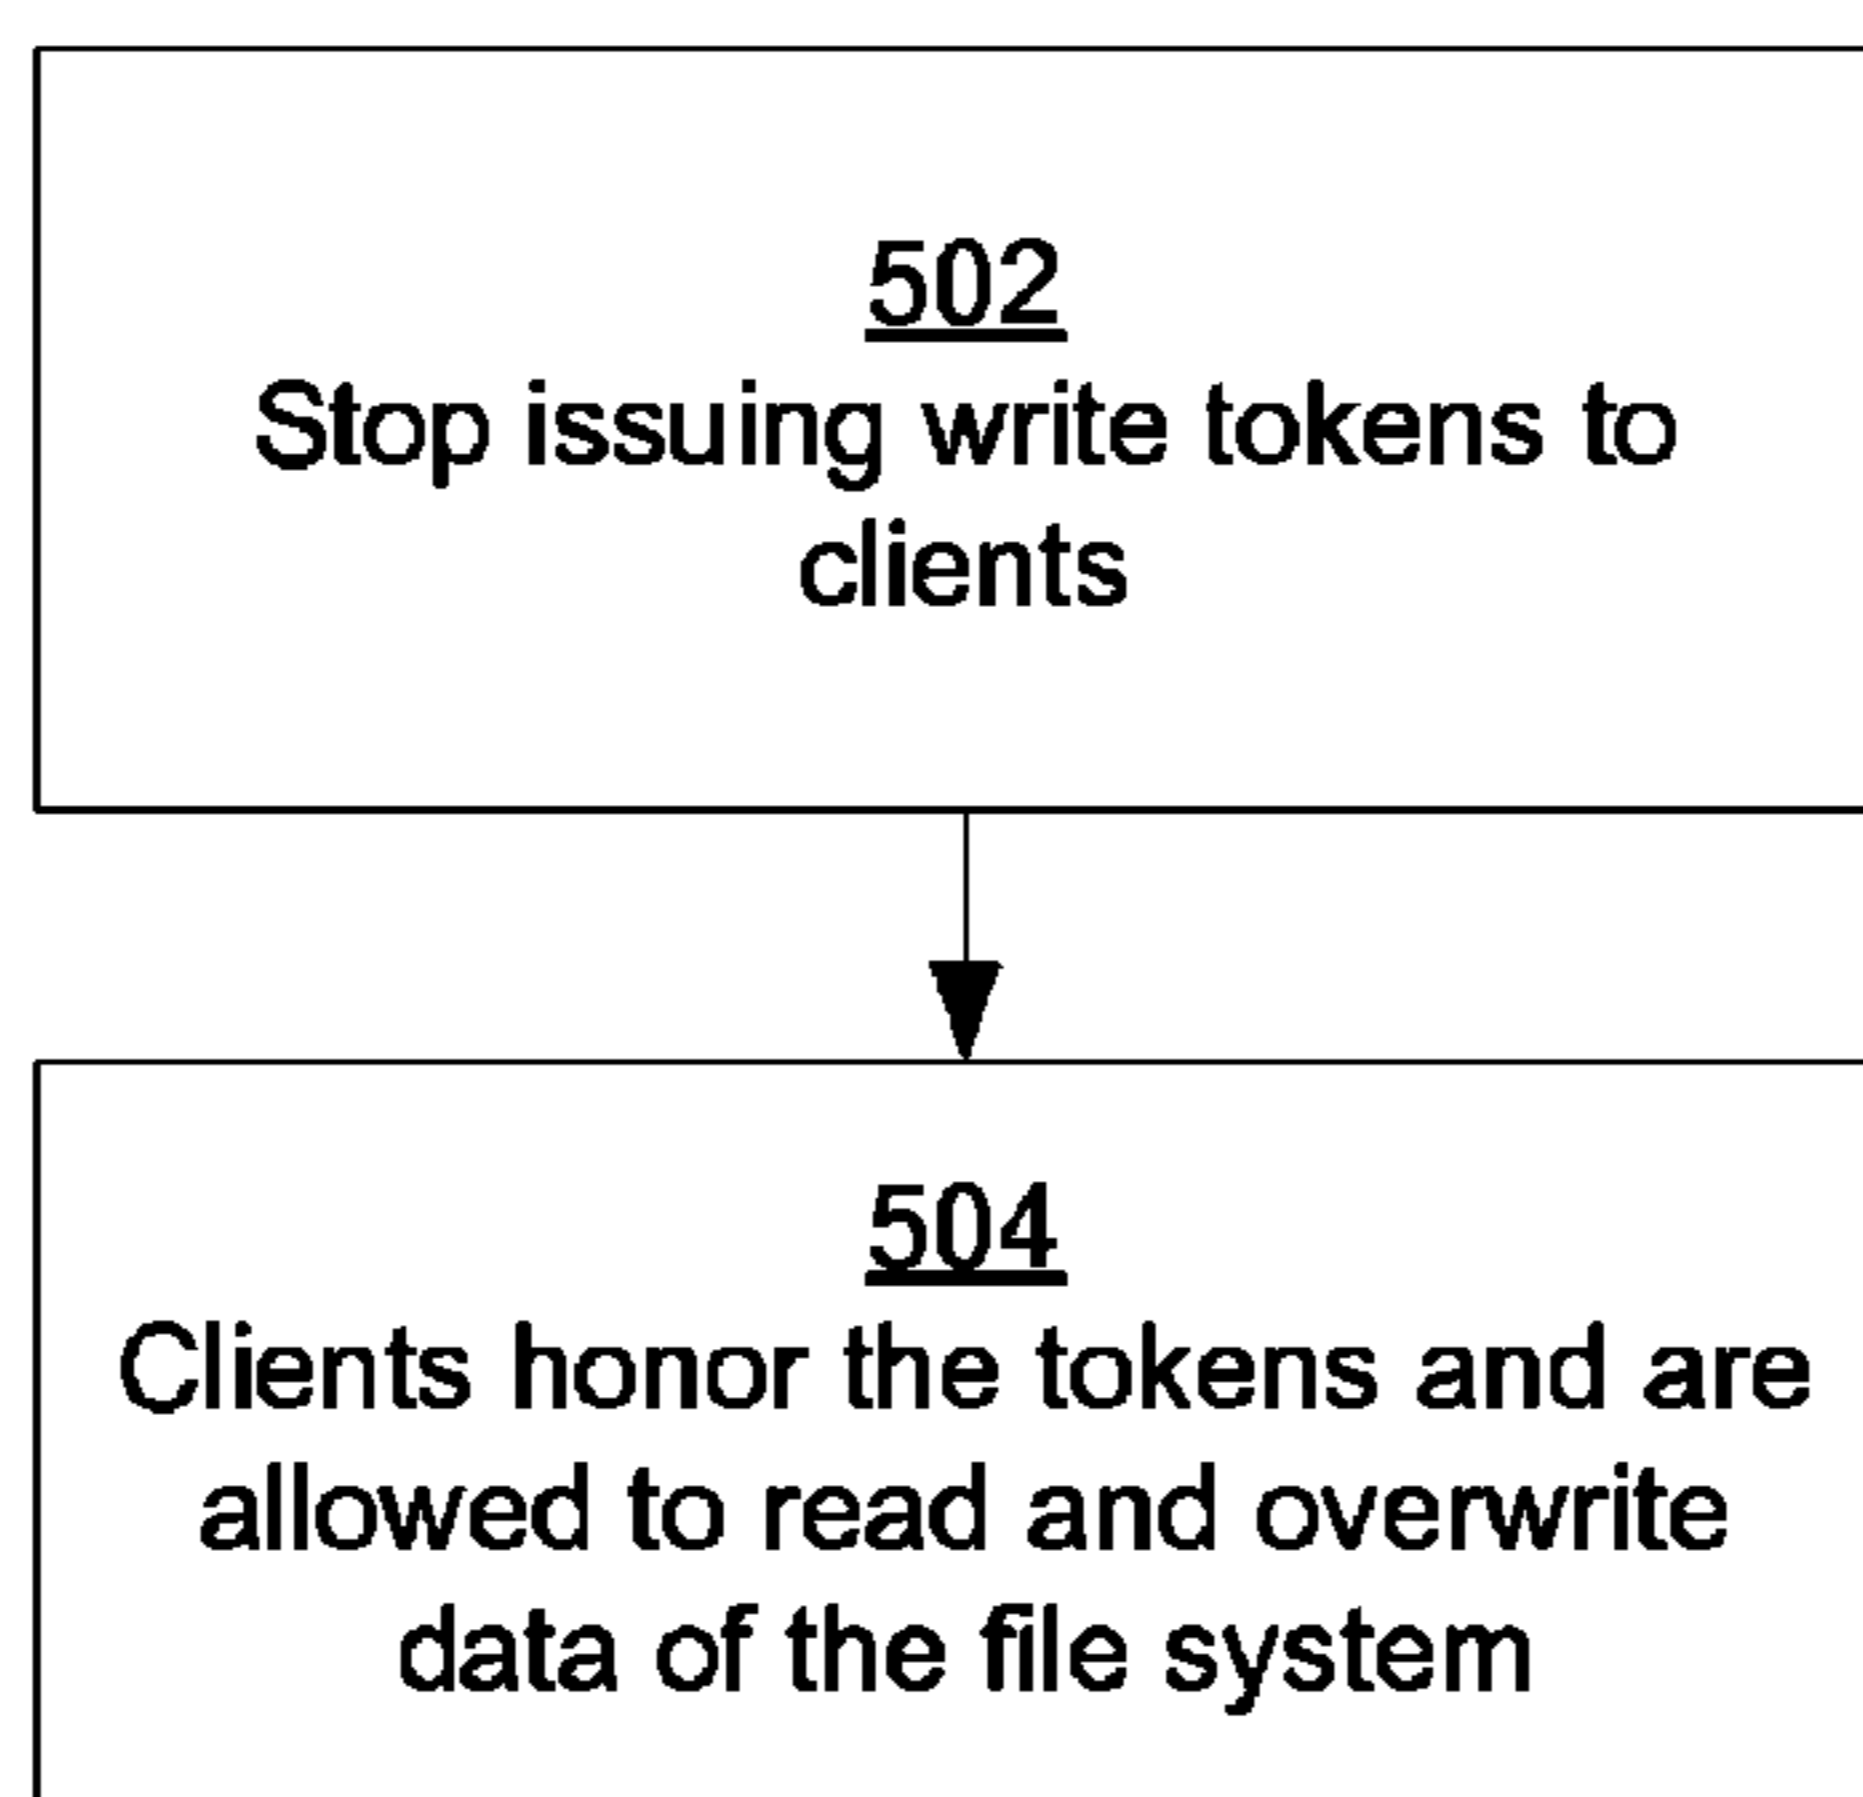 502
Stop issuing write tokens to
clients
504
Clients honor the tokens and are
allowed to read and overwrite
data of the file system